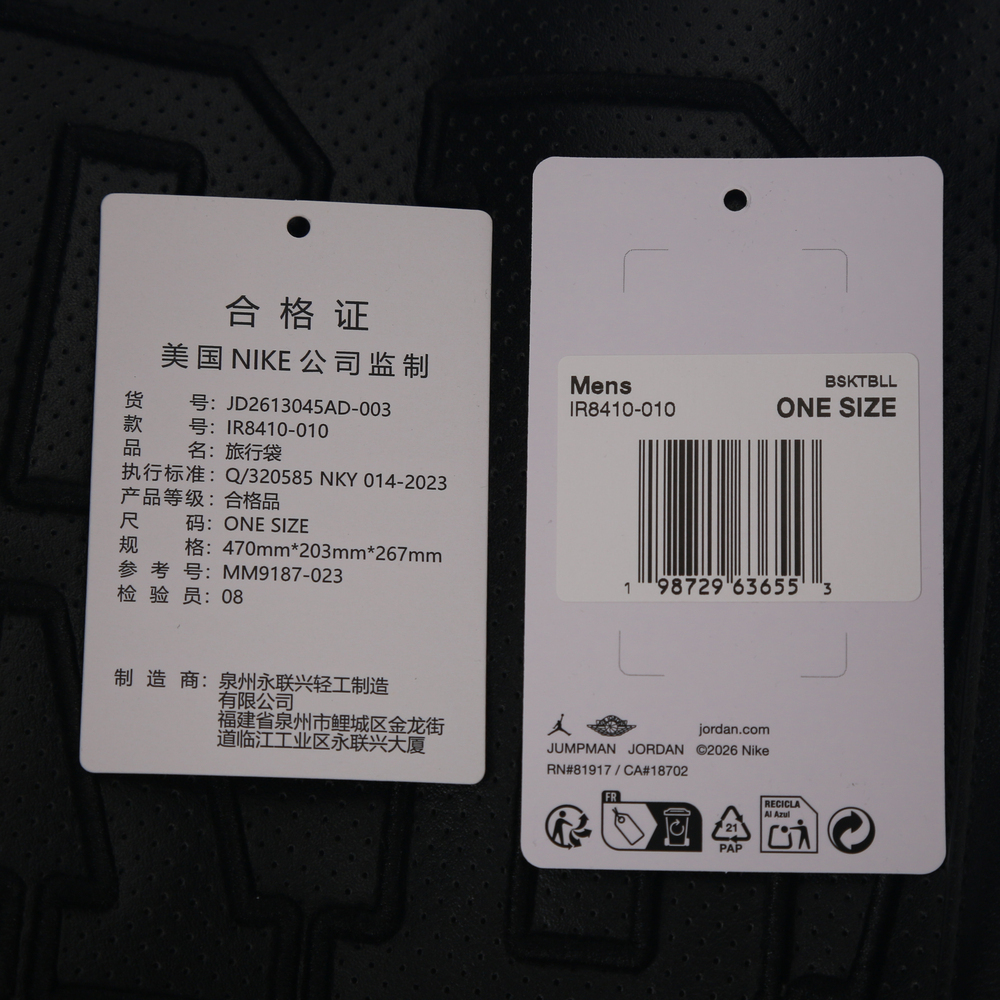 合格证
美国NIKE公司监制
货 号：JD2613045AD-003
款 号：IR8410-010
品 名：旅行袋
执行标准：Q/320585 NKY 014-2023
产品等级：合格品
尺 码：ONE SIZE
规 格：470mm*203mm*267mm
参 考 号：MM9187-023
检 验 员：08
制 造 商：泉州永联兴轻工制造
有限公司
福建省泉州市鲤城区金龙街
道临江工业区永联兴大厦
Mens
BSKTBLL
IR8410-010
ONE SIZE
1 98729 63655 3
jordan.com
JUMPMAN JORDAN ©2026 Nike
RN#81917 / CA#18702
FR
21
PAP
RECICLA
Al Azul